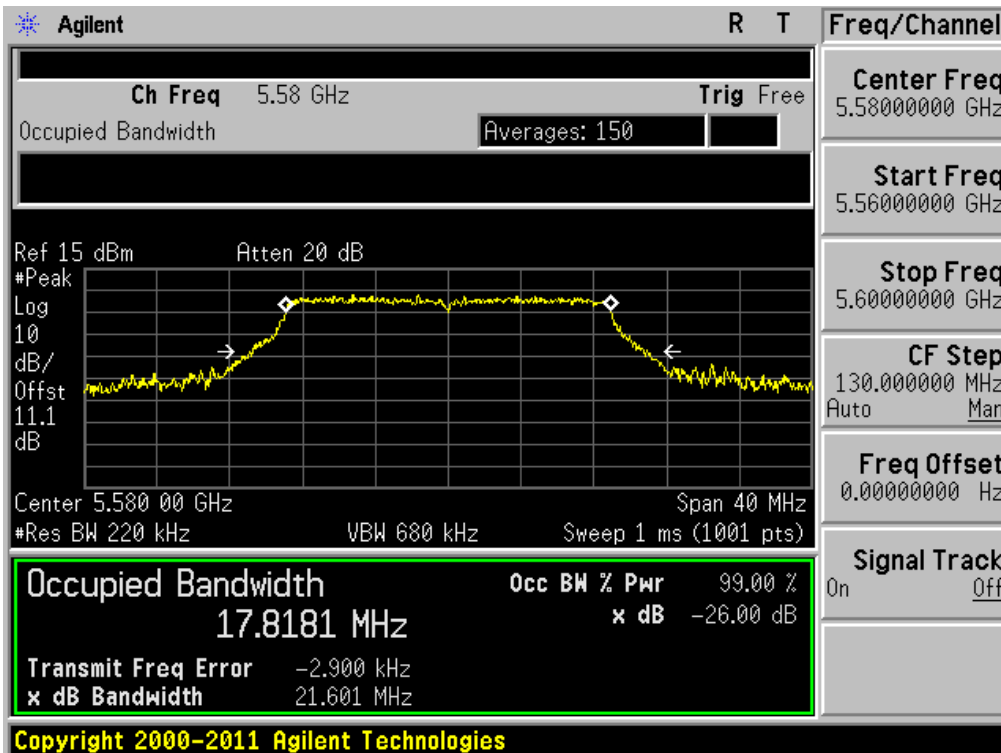 Agilent R T Freq/Channel
Ch Freq 5.58 GHz Trig Free
Occupied Bandwidth Averages: 150
Center Freq
5.58000000 GHz
Start Freq
5.56000000 GHz
Stop Freq
5.60000000 GHz
CF Step
130.000000 MHz
Auto Man
Freq Offset
0.00000000 Hz
Signal Track
On Off
Ref 15 dBm Atten 20 dB
#Peak
Log
10
dB/
Offst
11.1
dB
Center 5.580 00 GHz Span 40 MHz
#Res BW 220 kHz VBW 680 kHz Sweep 1 ms (1001 pts)
Occupied Bandwidth Occ BW % Pwr 99.00 %
17.8181 MHz x dB -26.00 dB
Transmit Freq Error -2.900 kHz
x dB Bandwidth 21.601 MHz
Copyright 2000-2011 Agilent Technologies